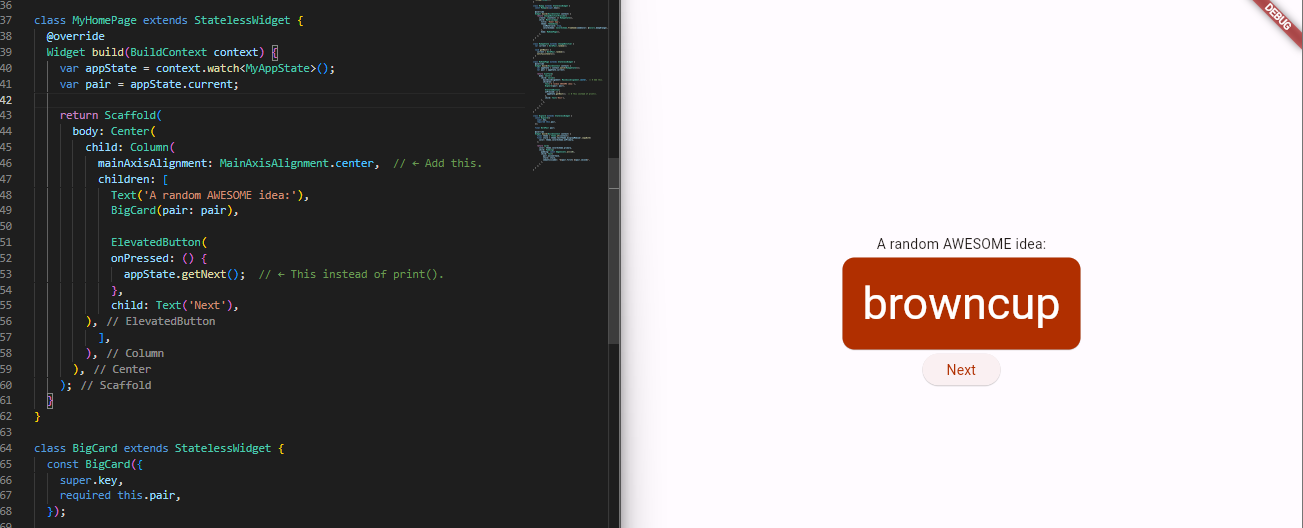 36
37 class MyHomePage extends StatelessWidget {
38 @override
39 Widget build(BuildContext context) {
40 var appState = context.watch<MyAppState>();
41 var pair = appState.current;
42
43 return Scaffold(
44 body: Center(
45 child: Column(
46 mainAxisAlignment: MainAxisAlignment.center,  // ← Add this.
47 children: [
48 Text('A random AWESOME idea:'),
49 BigCard(pair: pair),
50
51 ElevatedButton(
52 onPressed: () {
53 appState.getNext();  // ← This instead of print().
54 },
55 child: Text('Next'),
56 ), // ElevatedButton
57 ],
58 ), // Column
59 ), // Center
60 ); // Scaffold
61 }
62 }
63
64 class BigCard extends StatelessWidget {
65 const BigCard({
66 super.key,
67 required this.pair,
68 });
69
DEBUG
A random AWESOME idea:
browncup
Next